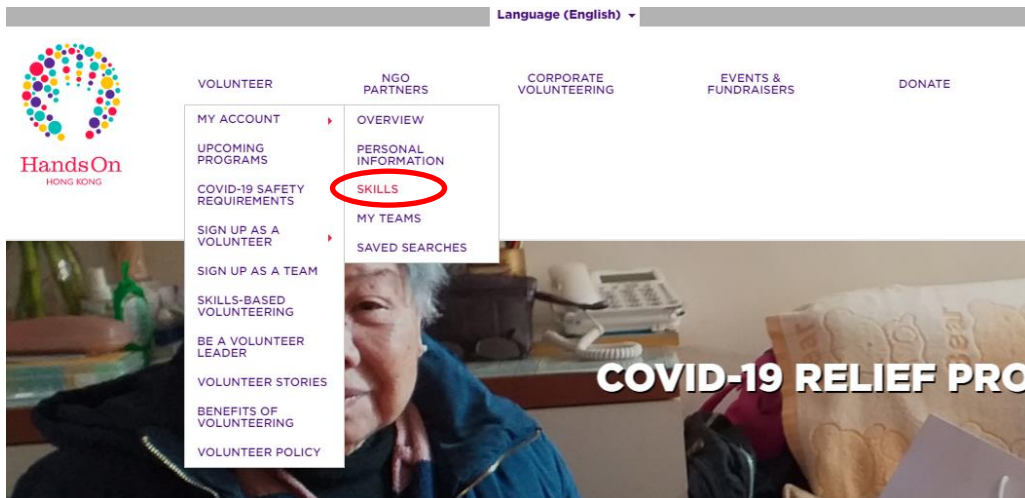 Language (English)
HandsOn
HONG KONG
VOLUNTEER
NGO
PARTNERS
CORPORATE
VOLUNTEERING
EVENTS &
FUNDRAISERS
DONATE
MY ACCOUNT
UPCOMING
PROGRAMS
COVID-19 SAFETY
REQUIREMENTS
SIGN UP AS A
VOLUNTEER
SIGN UP AS A TEAM
SKILLS-BASED
VOLUNTEERING
BE A VOLUNTEER
LEADER
VOLUNTEER STORIES
BENEFITS OF
VOLUNTEERING
VOLUNTEER POLICY
OVERVIEW
PERSONAL
INFORMATION
SKILLS
MY TEAMS
SAVED SEARCHES
COVID-19 RELIEF PRO
Bear